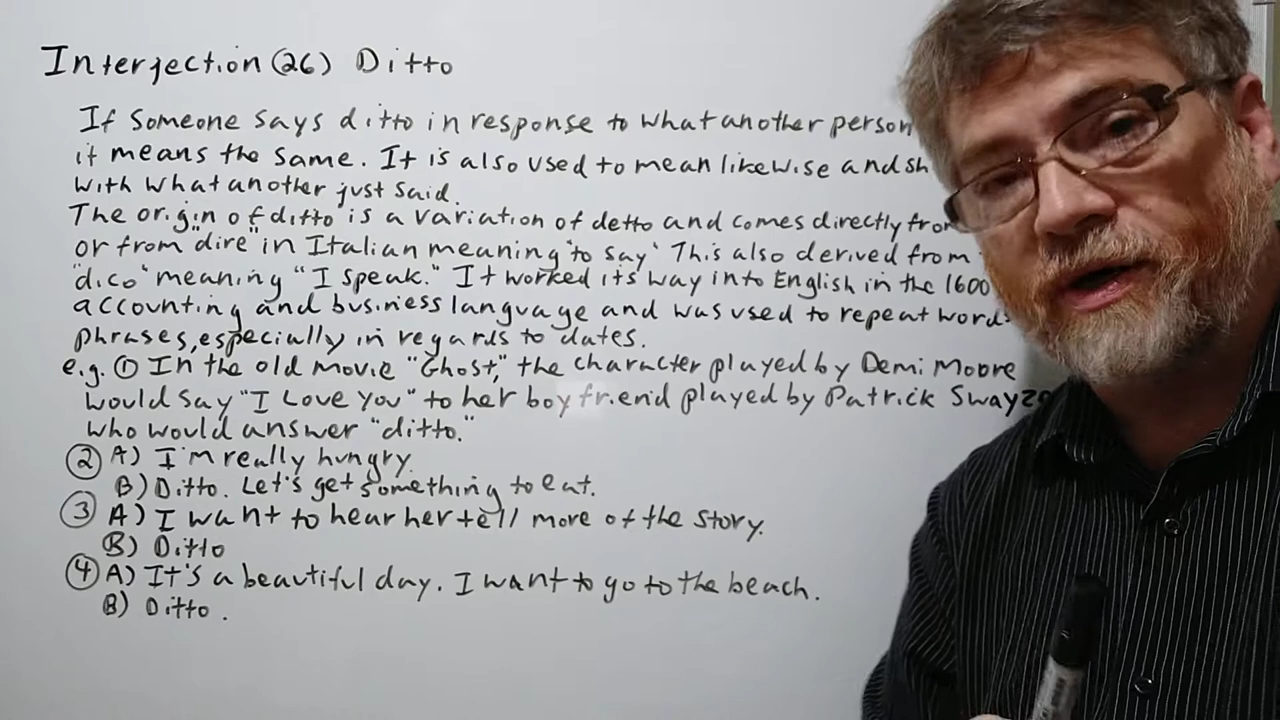 Interjection (26) Ditto
If someone says ditto in response to what another person
it means the same. It is also used to mean likewise and sh
with what another just said.
The origin of "ditto" is a variation of detto and comes directly from
or from "dire" in Italian meaning "to say" This also derived from
"dico" meaning "I speak." It worked its way into English in the 1600
accounting and business language and was used to repeat words
phrases, especially in regards to dates.
e.g. ① In the old movie "Ghost", the character played by Demi Moore
would say "I Love You" to her boyfriend played by Patrick Swayze
who would answer "ditto."
② A) I'm really hungry.
B) Ditto. Let's get something to eat.
③ A) I want to hear her tell more of the story.
B) Ditto
④ A) It's a beautiful day. I want to go to the beach.
B) Ditto.